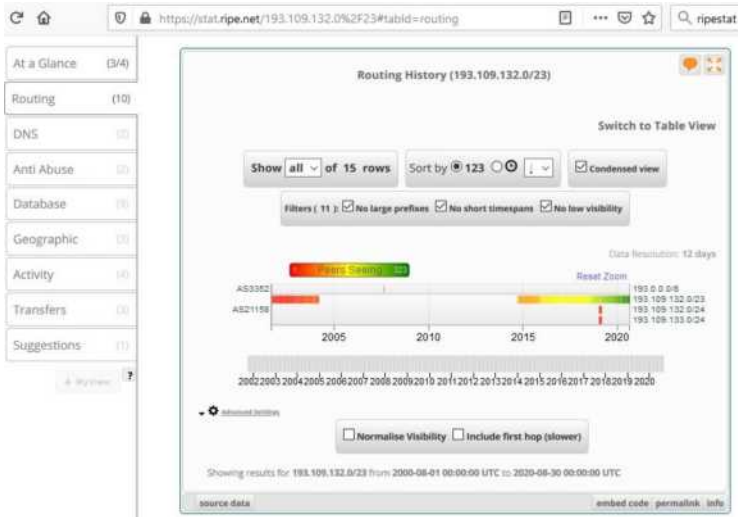 https://stat.ripe.net/193.109.132.0%2F23#tabId=routing
ripestat
At a Glance (3/4)
Routing (10)
DNS
Anti Abuse
Database
Geographic
Activity
Transfers
Suggestions (1)
?
Routing History (193.109.132.0/23)
Switch to Table View
Show all of 15 rows Sort by 123 ↓ Condensed view
Filters ( 11 ): No large prefixes No short timespans No low visibility
Data Resolution: 12 days
Peers Seeing 323
Reset Zoom
AS3352 193.0.0.0/8
193.109.132.0/23
AS21158 193.109.132.0/24
193.109.133.0/24
2005 2010 2015 2020
2002 2003 2004 2005 2006 2007 2008 2009 2010 2011 2012 2013 2014 2015 2016 2017 2018 2019 2020
Advanced Settings
Normalise Visibility Include first hop (slower)
Showing results for 193.109.132.0/23 from 2000-08-01 00:00:00 UTC to 2020-08-30 00:00:00 UTC
source data embed code permalink info